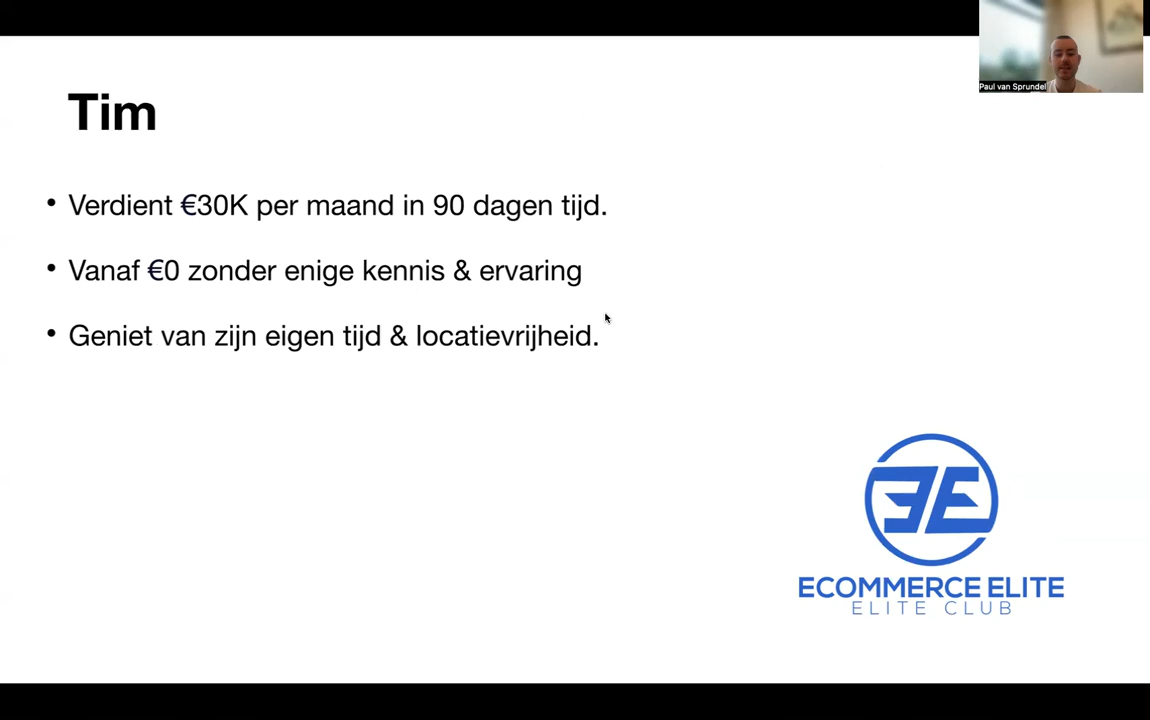 Paul van Sprundel
Tim
• Verdient €30K per maand in 90 dagen tijd.
• Vanaf €0 zonder enige kennis & ervaring
• Geniet van zijn eigen tijd & locatievrijheid.
ECOMMERCE ELITE
ELITE CLUB